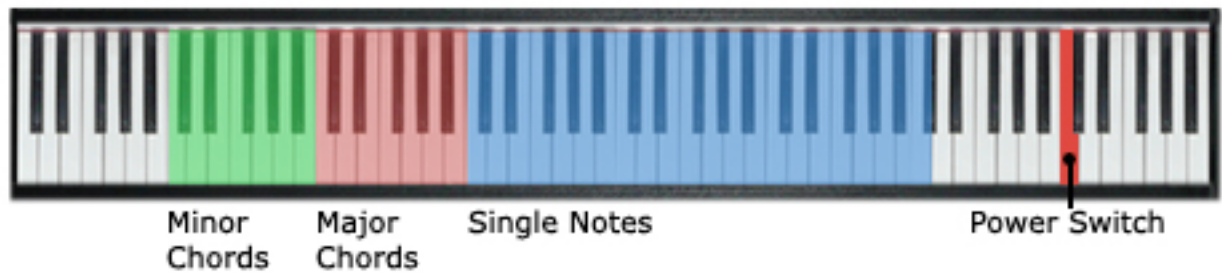 Minor
Chords
Major
Chords
Single Notes
Power Switch